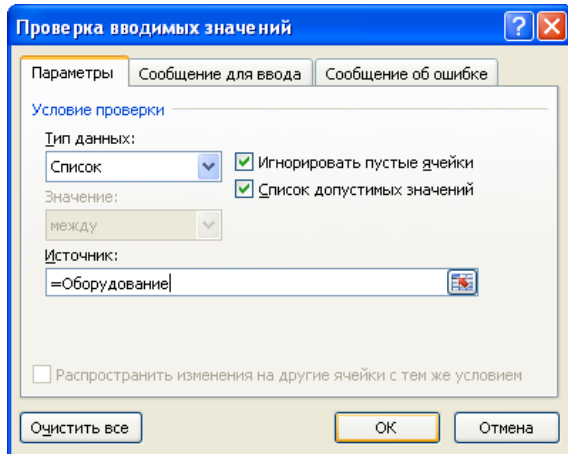 Проверка вводимых значений
Параметры
Сообщение для ввода
Сообщение об ошибке
Условие проверки
Тип данных:
Список
Игнорировать пустые ячейки
Список допустимых значений
Значение:
между
Источник:
=Оборудование
Распространить изменения на другие ячейки с тем же условием
Очистить все
ОК
Отмена